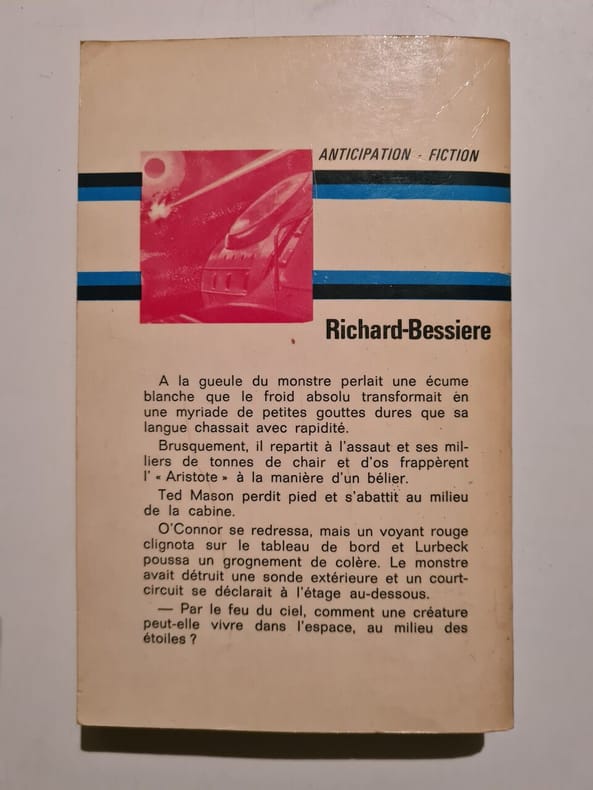 ANTICIPATION - FICTION
Richard-Bessiere
A la gueule du monstre perlait une écume
blanche que le froid absolu transformait en
une myriade de petites gouttes dures que sa
langue chassait avec rapidité.
Brusquement, il repartit à l'assaut et ses mil-
liers de tonnes de chair et d'os frappèrent
l' « Aristote » à la manière d'un bélier.
Ted Mason perdit pied et s'abattit au milieu
de la cabine.
O'Connor se redressa, mais un voyant rouge
clignota sur le tableau de bord et Lurbeck
poussa un grognement de colère. Le monstre
avait détruit une sonde extérieure et un court-
circuit se déclarait à l'étage au-dessous.
— Par le feu du ciel, comment une créature
peut-elle vivre dans l'espace, au milieu des
étoiles ?